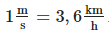 1 m/s = 3,6 km/h